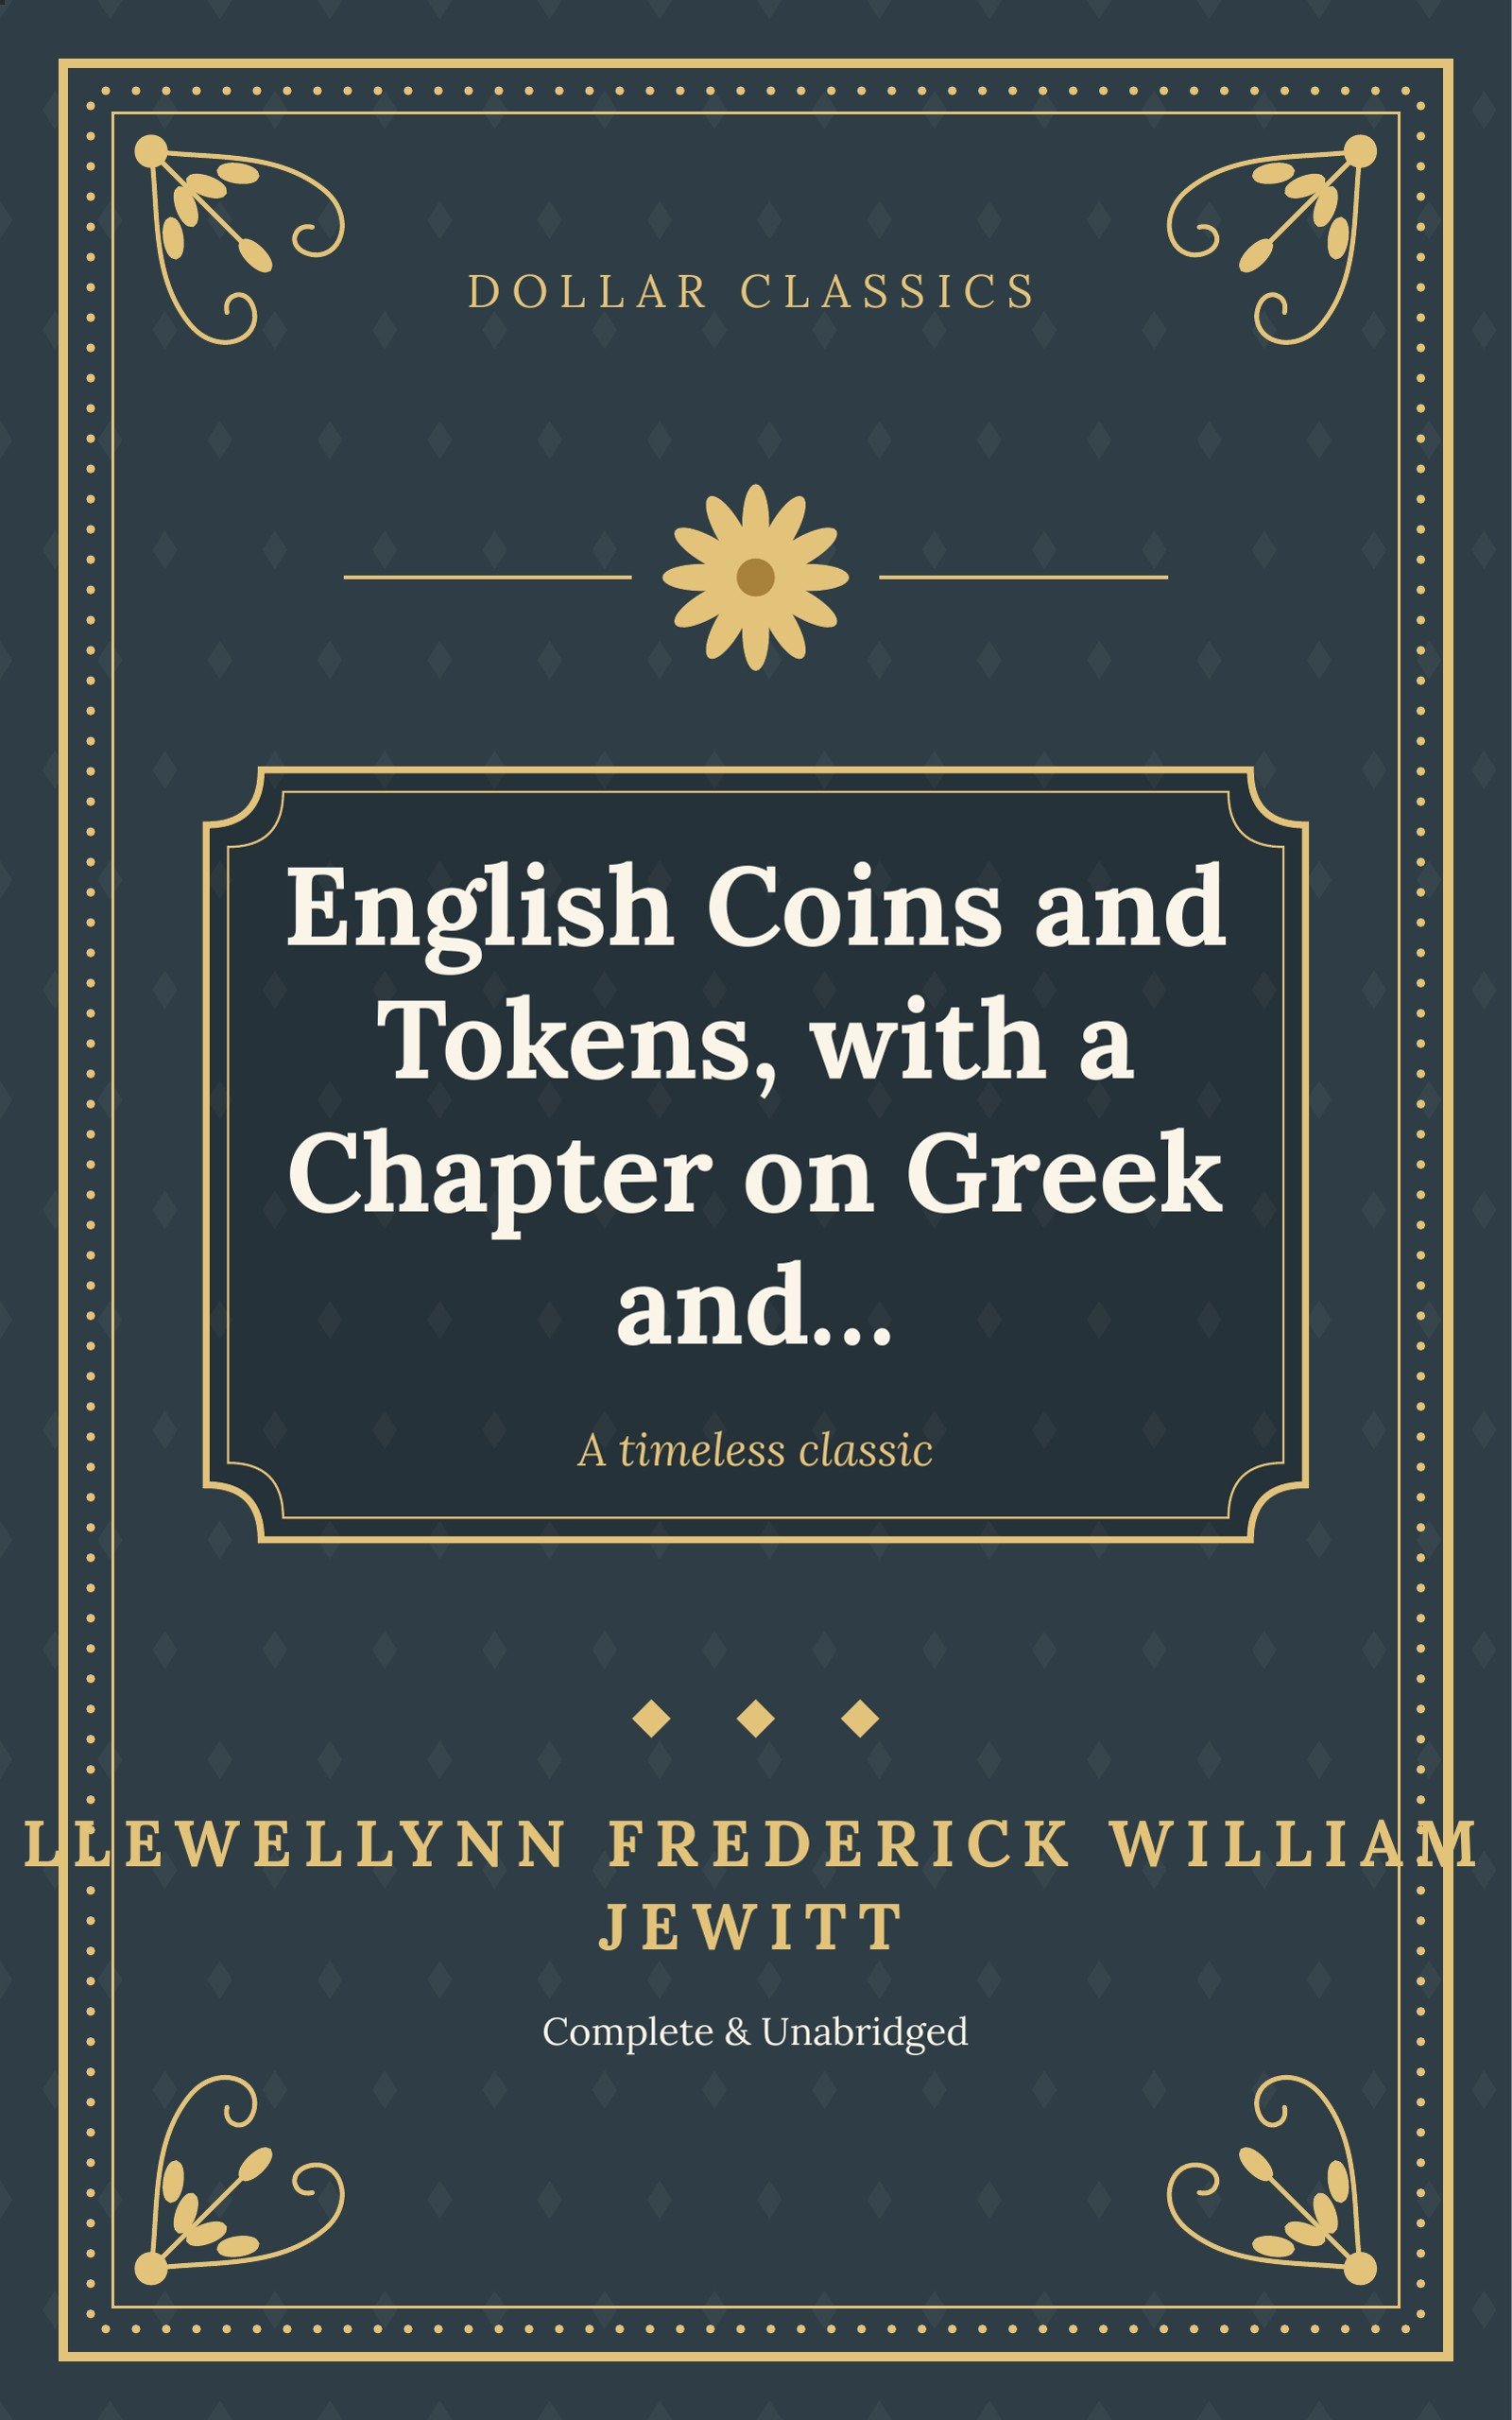 DOLLAR CLASSICS
English Coins and
Tokens, with a
Chapter on Greek
and...
A timeless classic
LLEWELLYNN FREDERICK WILLIAM
JEWITT
Complete & Unabridged